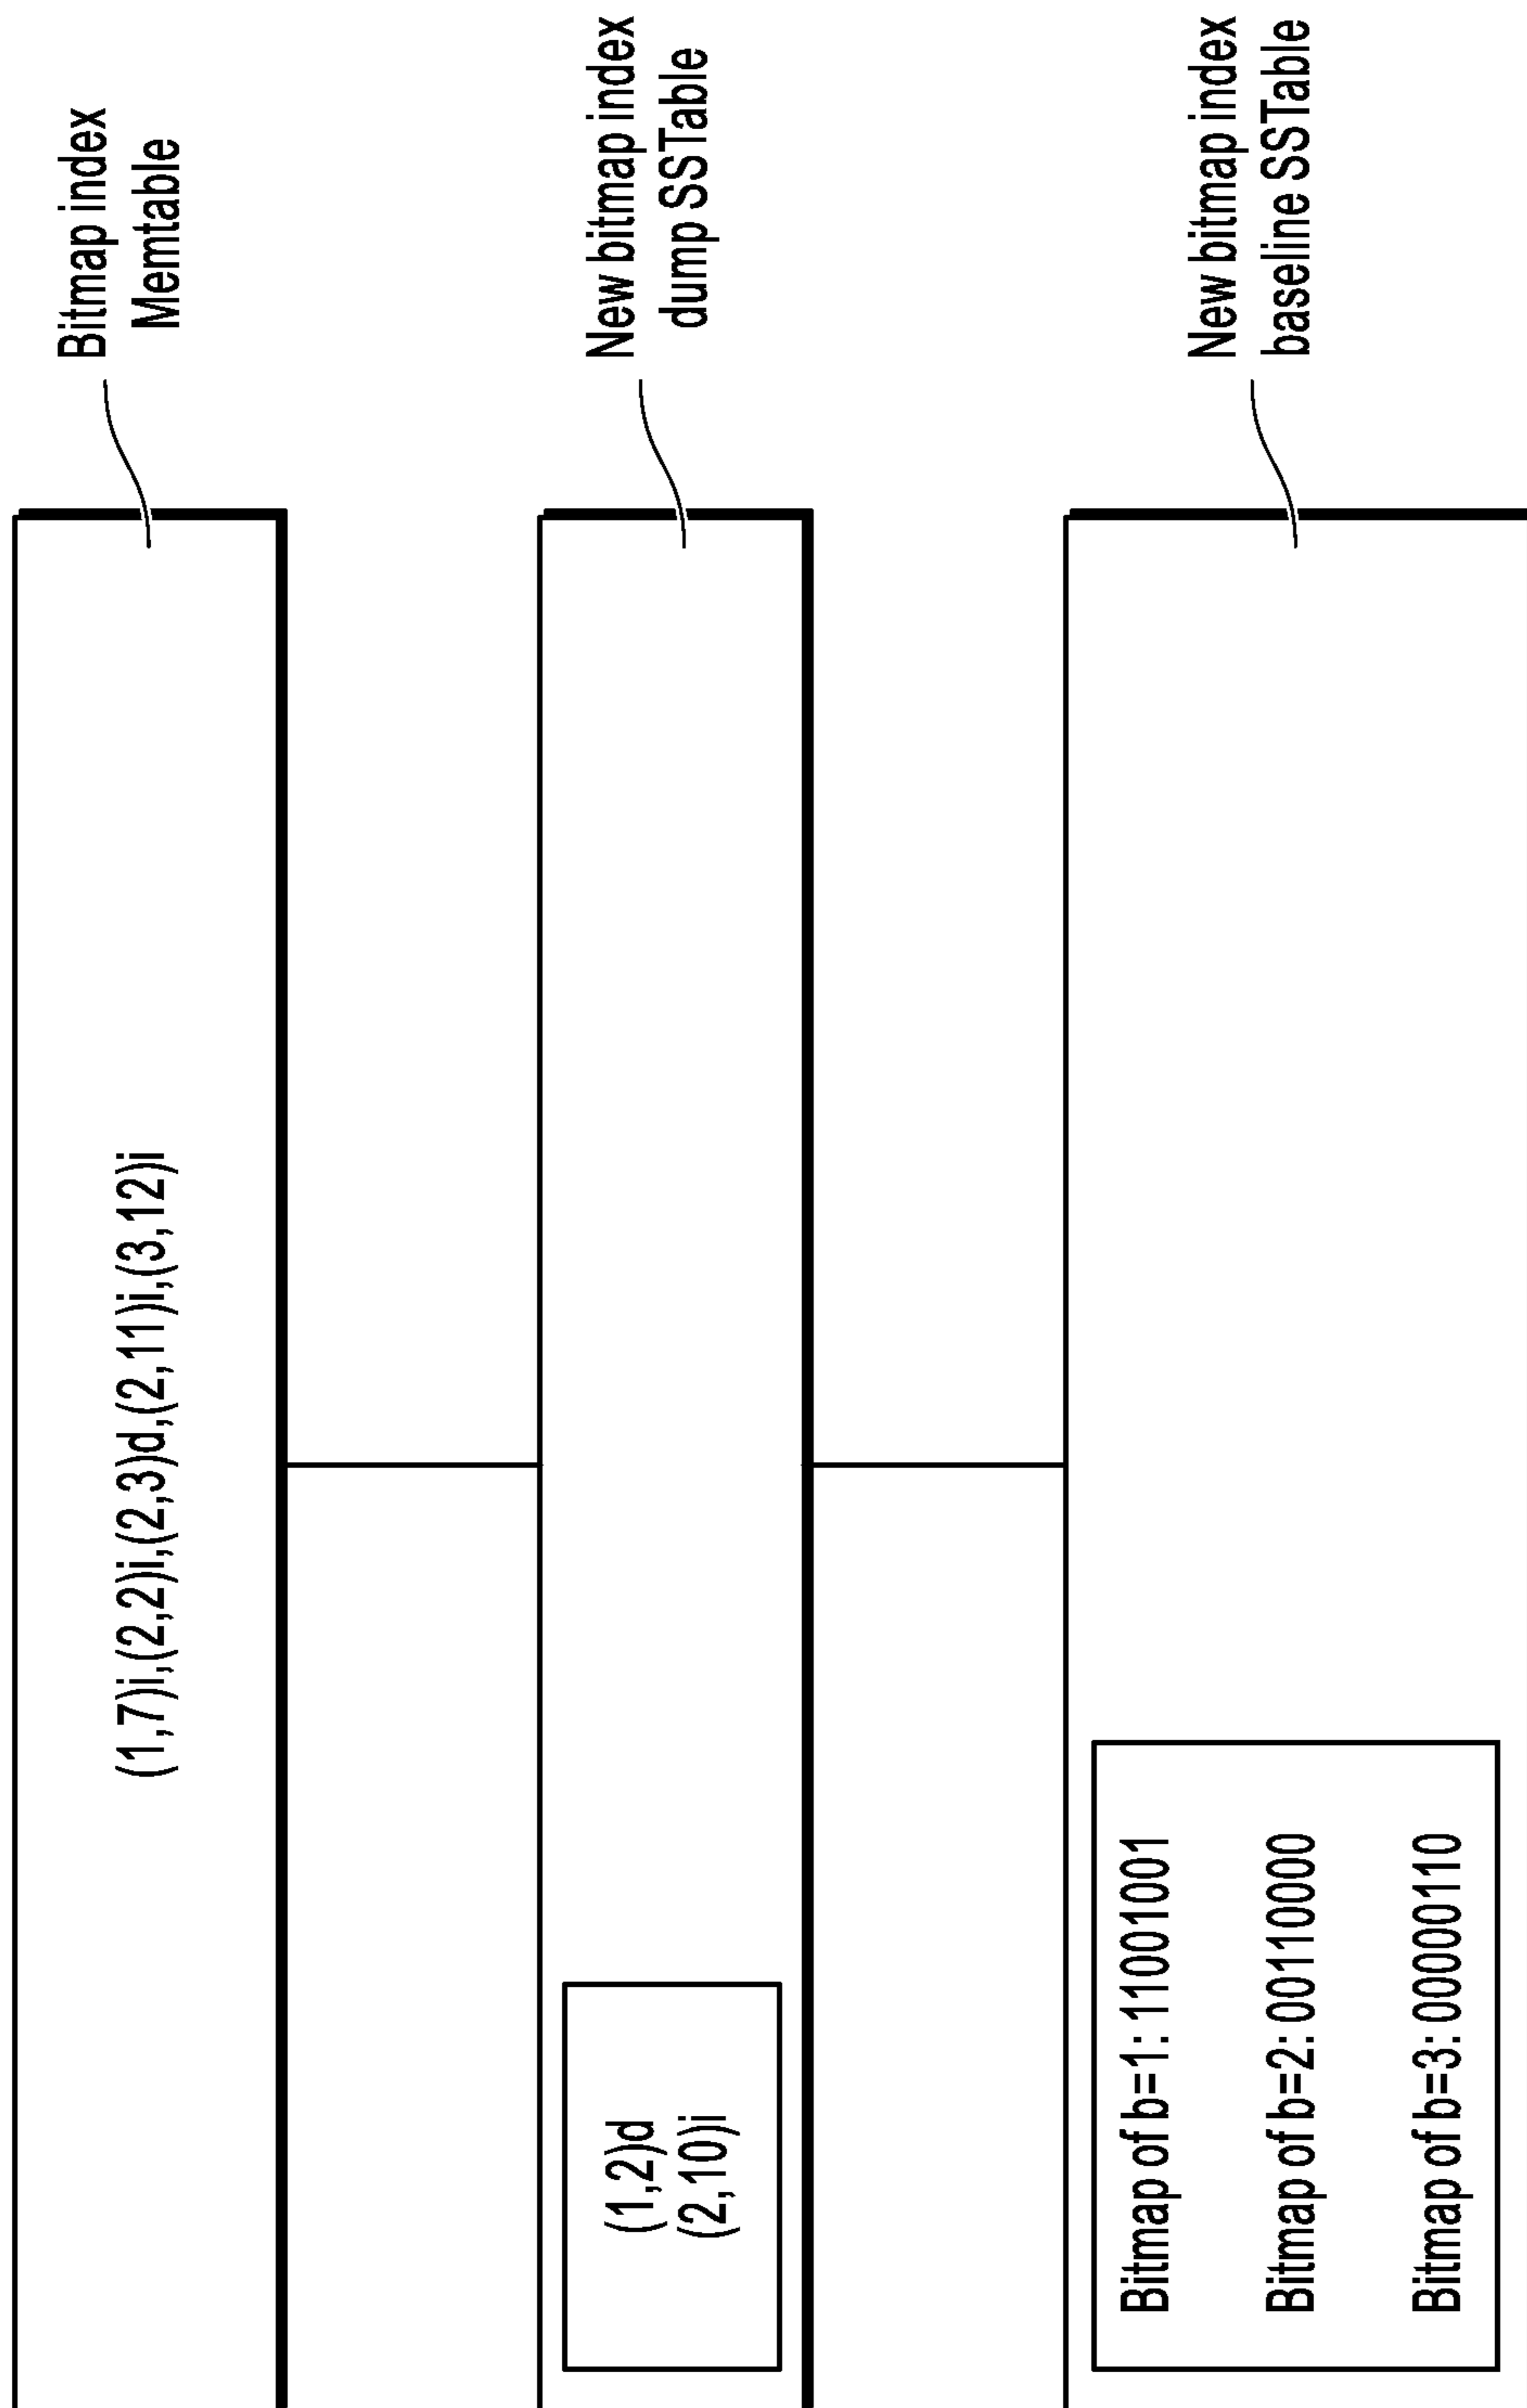 (1,7)i,(2,2)i,(2,3)d,(2,11)i,(3,12)i
Bitmap index
Memtable
(1,2)d
(2,10)i
New bitmap index
dump SSTable
Bitmap of b=1: 11001001
Bitmap of b=2: 00110000
Bitmap of b=3: 00000110
New bitmap index
baseline SSTable